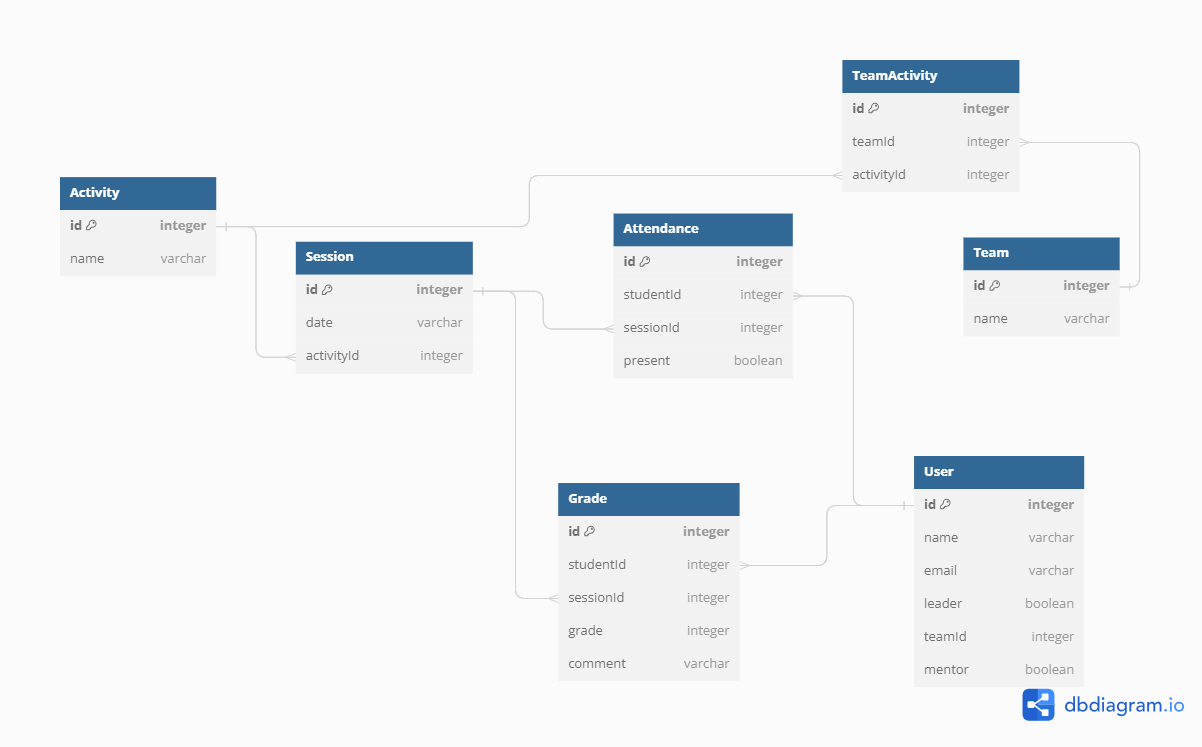 TeamActivity
id integer
teamId integer
activityId integer
Activity
id integer
name varchar
Session
id integer
date varchar
activityId integer
Attendance
id integer
studentId integer
sessionId integer
present boolean
Team
id integer
name varchar
Grade
id integer
studentId integer
sessionId integer
grade integer
comment varchar
User
id integer
name varchar
email varchar
leader boolean
teamId integer
mentor boolean
dbdiagram.io